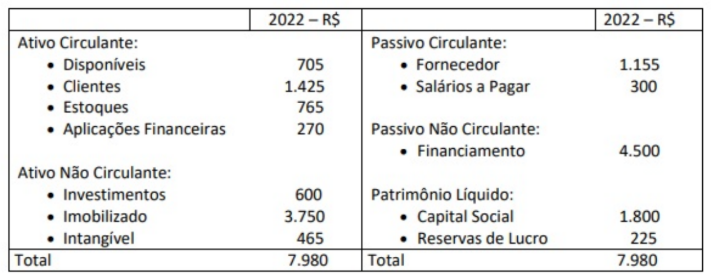 2022 – R$ 2022 – R$
Ativo Circulante: Passivo Circulante:
• Disponíveis 705 • Fornecedor 1.155
• Clientes 1.425 • Salários a Pagar 300
• Estoques 765
• Aplicações Financeiras 270 Passivo Não Circulante:
• Financiamento 4.500
Ativo Não Circulante:
• Investimentos 600 Patrimônio Líquido:
• Imobilizado 3.750 • Capital Social 1.800
• Intangível 465 • Reservas de Lucro 225
Total 7.980 Total 7.980